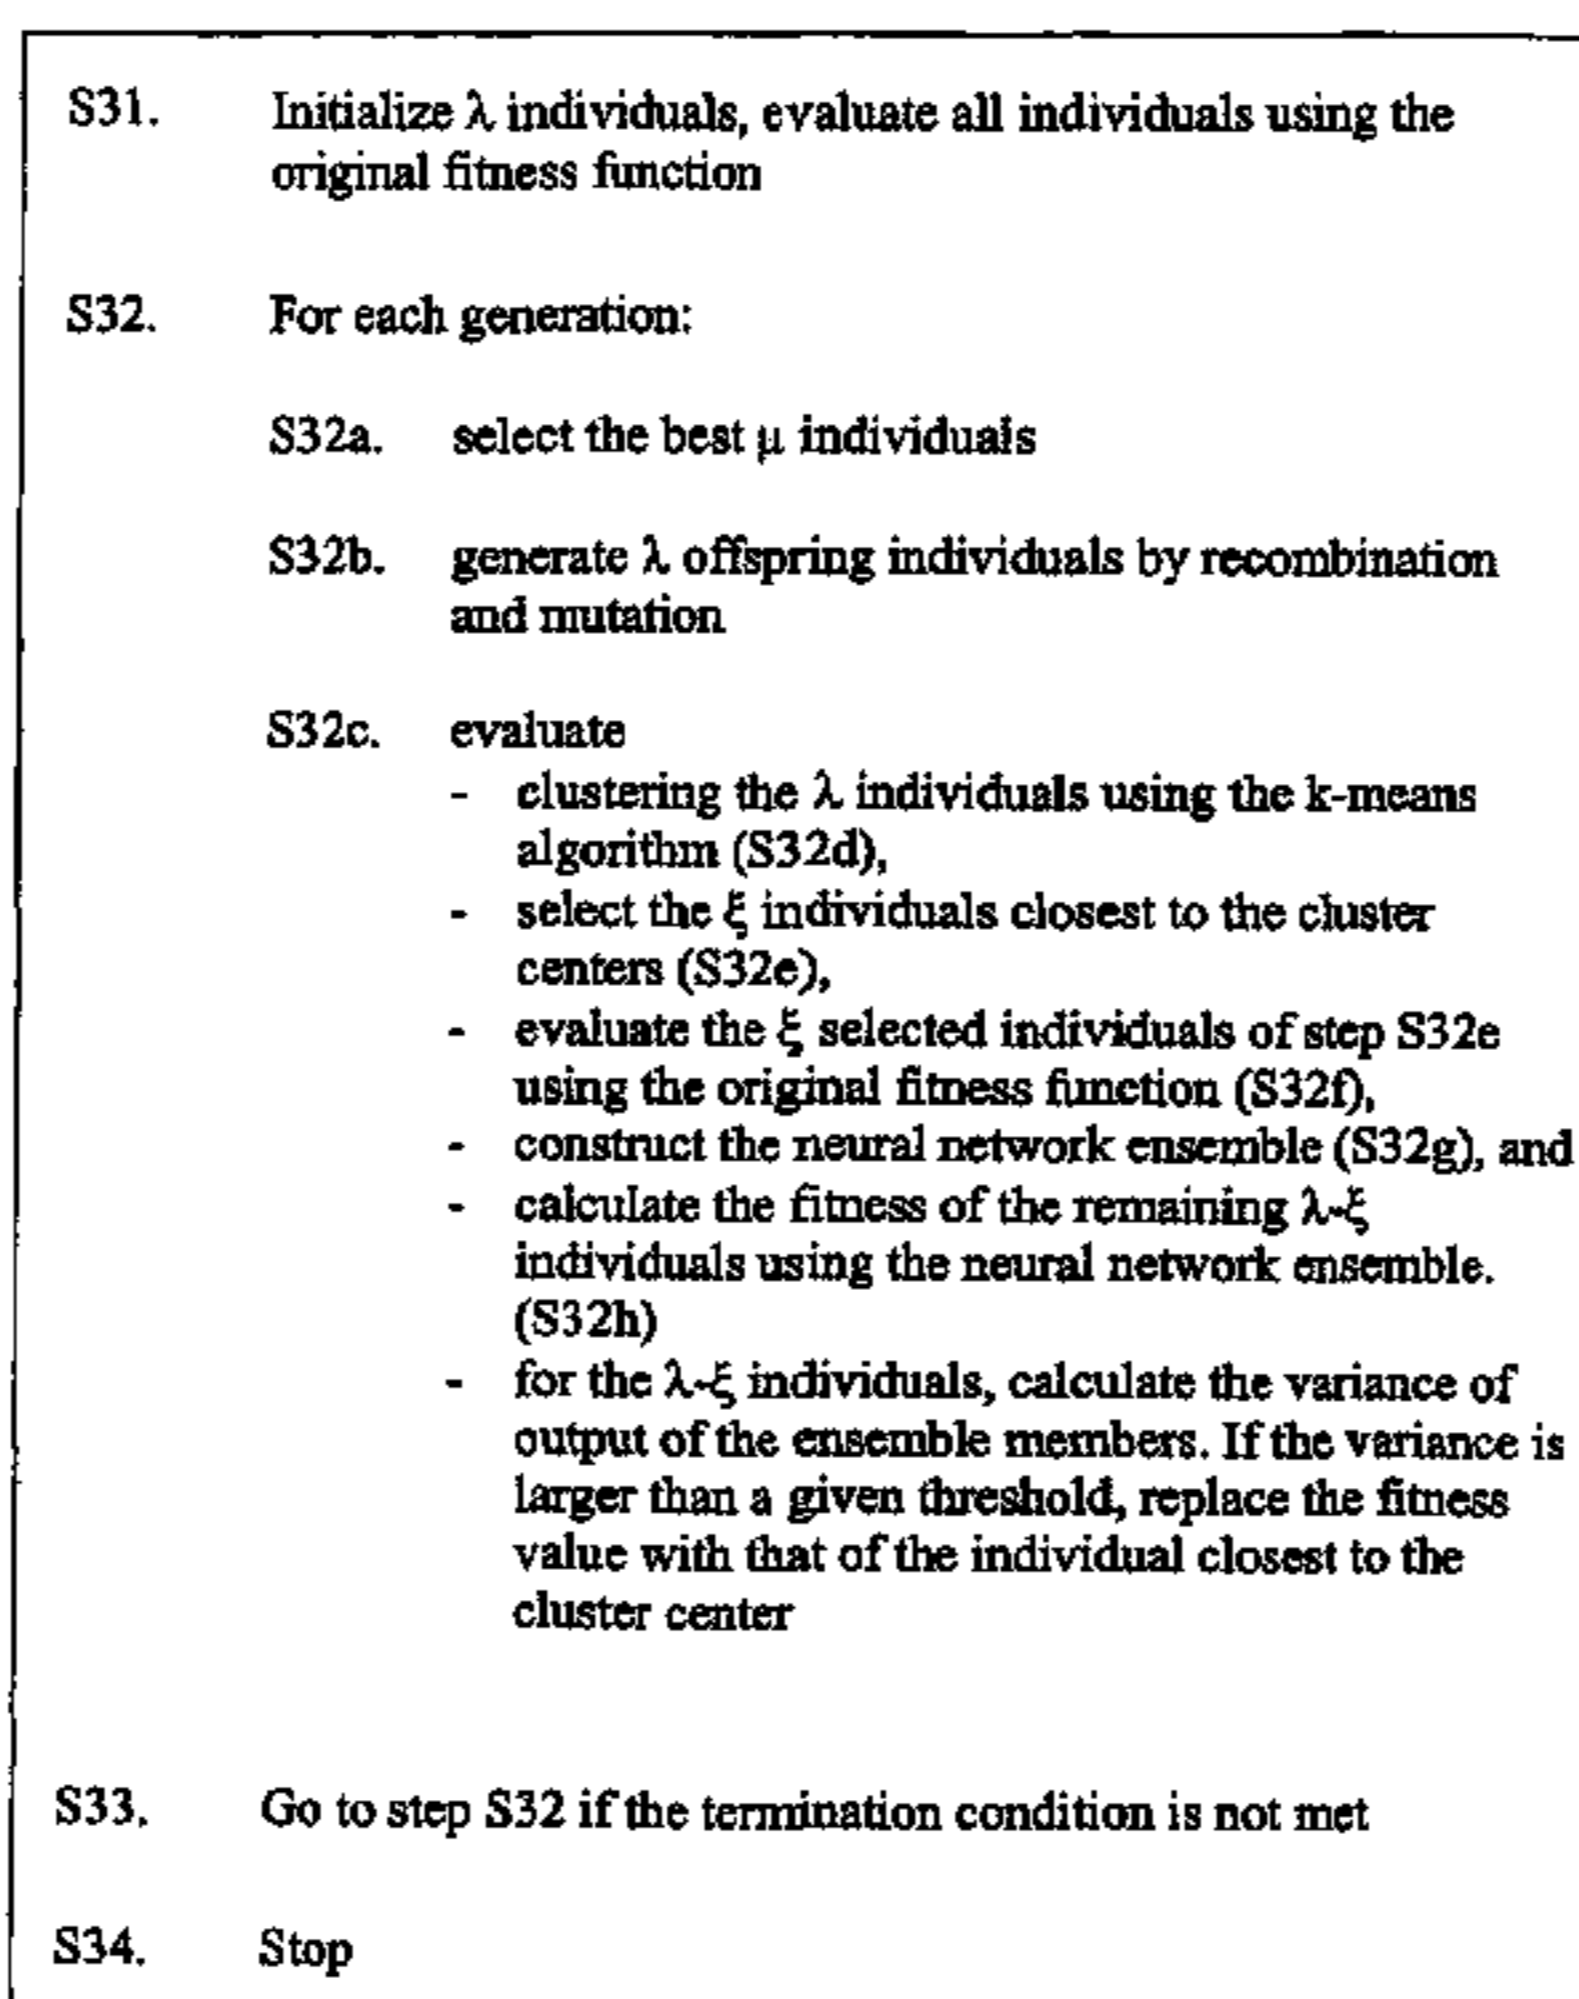 S31. Initialize λ individuals, evaluate all individuals using the
original fitness function
S32. For each generation:
S32a. select the best μ individuals
S32b. generate λ offspring individuals by recombination
and mutation
S32c. evaluate
- clustering the λ individuals using the k-means
algorithm (S32d),
- select the ξ individuals closest to the cluster
centers (S32e),
- evaluate the ξ selected individuals of step S32e
using the original fitness function (S32f),
- construct the neural network ensemble (S32g), and
- calculate the fitness of the remaining λ-ξ
individuals using the neural network ensemble.
(S32h)
- for the λ-ξ individuals, calculate the variance of
output of the ensemble members. If the variance is
larger than a given threshold, replace the fitness
value with that of the individual closest to the
cluster center
S33. Go to step S32 if the termination condition is not met
S34. Stop